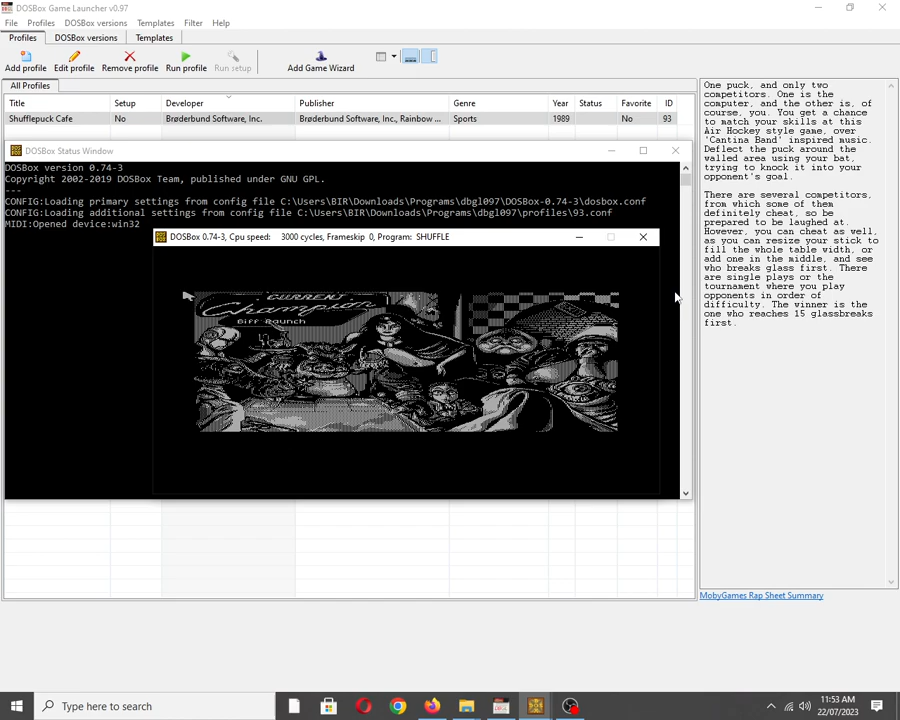 DOSBox Game Launcher v0.97
File Profiles DOSBox versions Templates Filter Help
Profiles DOSBox versions Templates
Add profile Edit profile Remove profile Run profile Run setup Add Game Wizard
All Profiles
Title Setup Developer Publisher Genre Year Status Favorite ID
Shufflepuck Cafe No Brøderbund Software, Inc. Brøderbund Software, Inc., Rainbow ... Sports 1989 No 93
DOSBox Status Window
DOSBox version 0.74-3
Copyright 2002-2019 DOSBox Team, published under GNU GPL.
---
CONFIG:Loading primary settings from config file C:\Users\BIR\Downloads\Programs\dbgl097\DOSBox-0.74-3\dosbox.conf
CONFIG:Loading additional settings from config file C:\Users\BIR\Downloads\Programs\dbgl097\profiles\93.conf
MIDI:Opened device:win32
DOSBox 0.74-3, Cpu speed: 3000 cycles, Frameskip 0, Program: SHUFFLE
CURRENT
Champion
Biff Raunch
One puck, and only two
competitors. One is the
computer, and the other is, of
course, you. You get a chance
to match your skills at this
Air Hockey style game, over
'Cantina Band' inspired music.
Deflect the puck around the
walled area using your bat,
trying to knock it into your
opponent's goal.
There are several competitors,
from which some of them
definitely cheat, so be
prepared to be laughed at.
However, you can cheat as well,
as you can resize your stick to
fill the whole table width, or
add one in the middle, and see
who breaks glass first. There
are single plays or the
tournament where you play
opponents in order of
difficulty. The winner is the
one who reaches 15 glassbreaks
first.
MobyGames Rap Sheet Summary
Type here to search
11:53 AM
22/07/2023